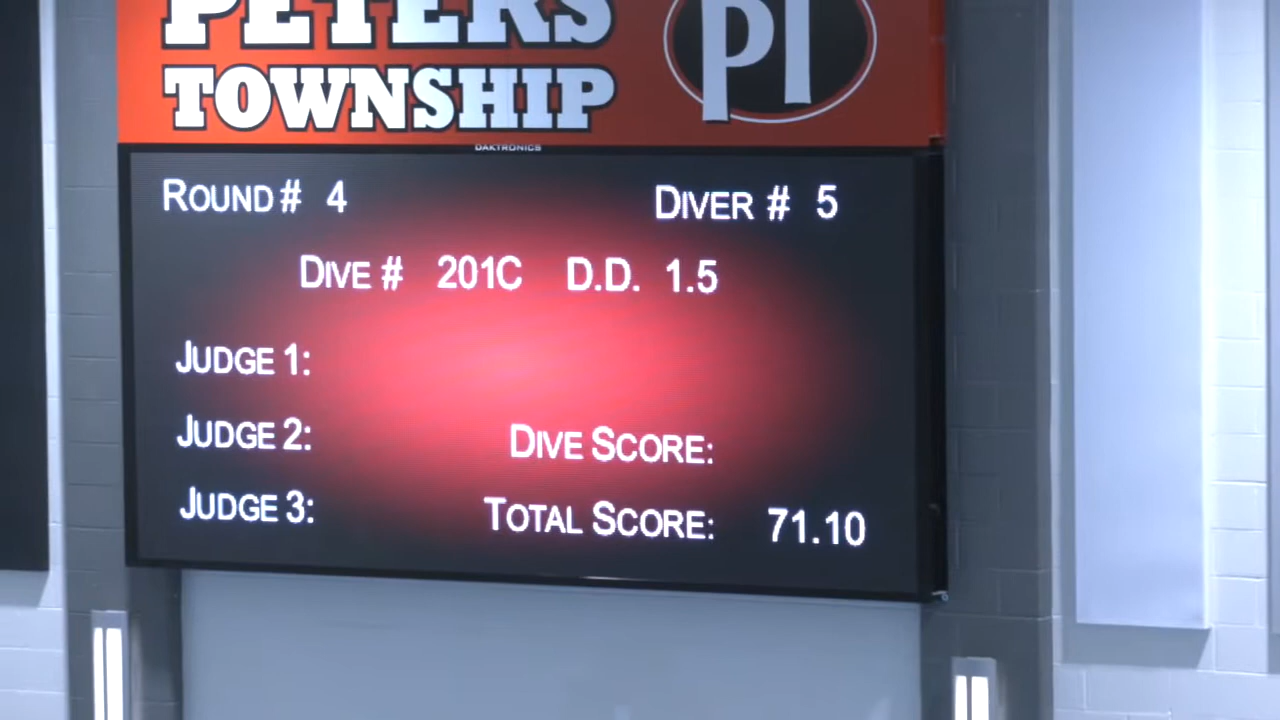 PETERS
TOWNSHIP
PT
DAKTRONICS
ROUND # 4 DIVER # 5
DIVE # 201C D.D. 1.5
JUDGE 1:
JUDGE 2: DIVE SCORE:
JUDGE 3: TOTAL SCORE: 71.10